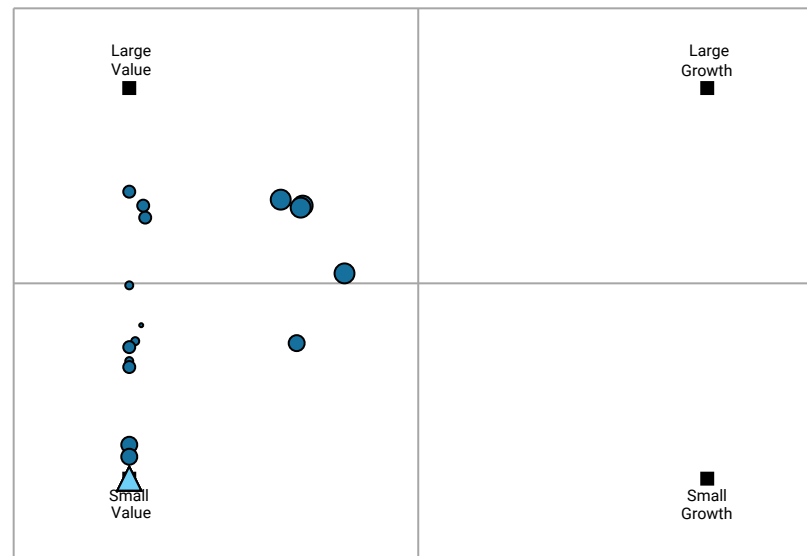 Large
Value
Large
Growth
Small
Value
Small
Growth